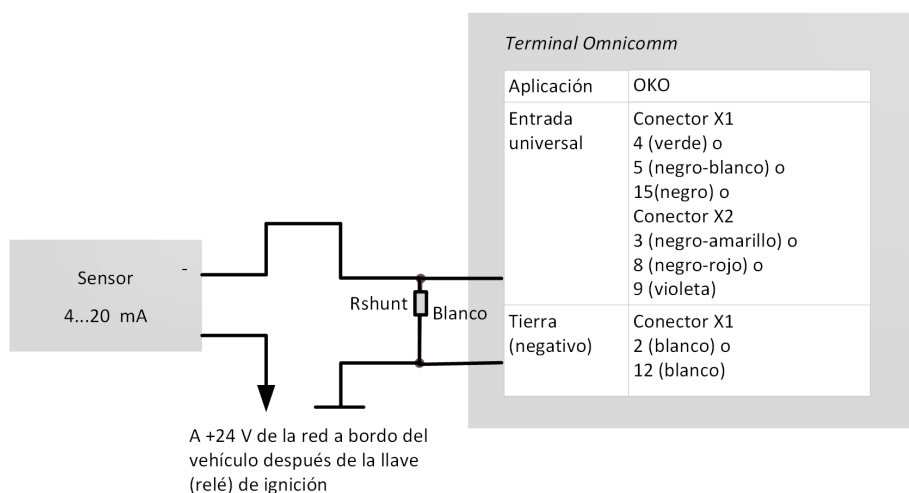 Terminal Omnicomm
Aplicación OKO
Entrada universal
Conector X1
4 (verde) o
5 (negro-blanco) o
15(negro) o
Conector X2
3 (negro-amarillo) o
8 (negro-rojo) o
9 (violeta)
Tierra (negativo)
Conector X1
2 (blanco) o
12 (blanco)
Sensor
4...20 mA
-
Rshunt
Blanco
A +24 V de la red a bordo del
vehículo después de la llave
(relé) de ignición